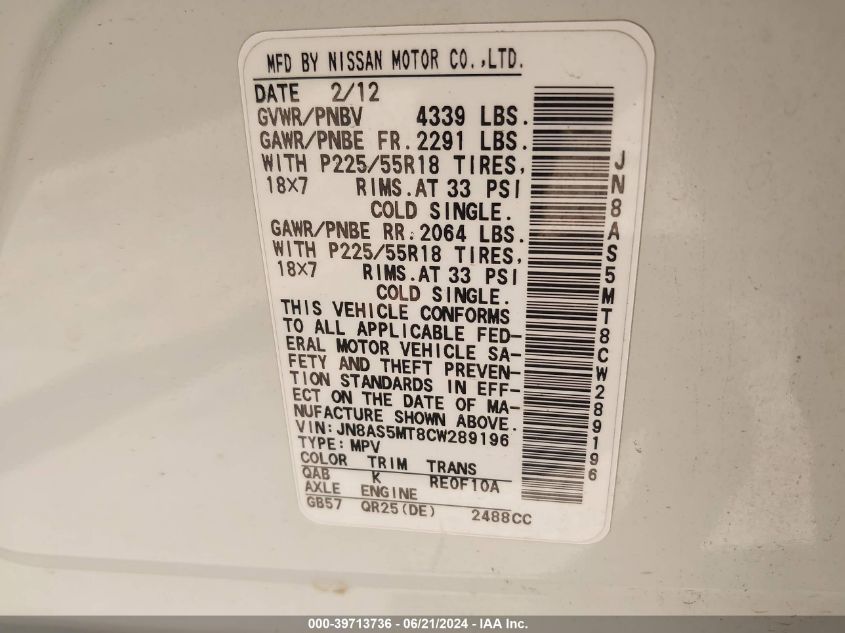 MFD BY NISSAN MOTOR CO.,LTD.
DATE 2/12
GVWR/PNBV 4339 LBS.
GAWR/PNBE FR. 2291 LBS.
WITH P225/55R18 TIRES,
18X7 RIMS.AT 33 PSI
COLD SINGLE.
GAWR/PNBE RR. 2064 LBS.
WITH P225/55R18 TIRES,
18X7 RIMS.AT 33 PSI
COLD SINGLE.
THIS VEHICLE CONFORMS
TO ALL APPLICABLE FED-
ERAL MOTOR VEHICLE SA-
FETY AND THEFT PREVEN-
TION STANDARDS IN EFF-
ECT ON THE DATE OF MA-
NUFACTURE SHOWN ABOVE.
VIN: JN8AS5MT8CW289196
TYPE: MPV
COLOR TRIM TRANS
QAB K RE0F10A
AXLE ENGINE
GB57 QR25(DE) 2488CC
JN8AS5MT8CW289196
000-39713736 - 06/21/2024 - IAA Inc.